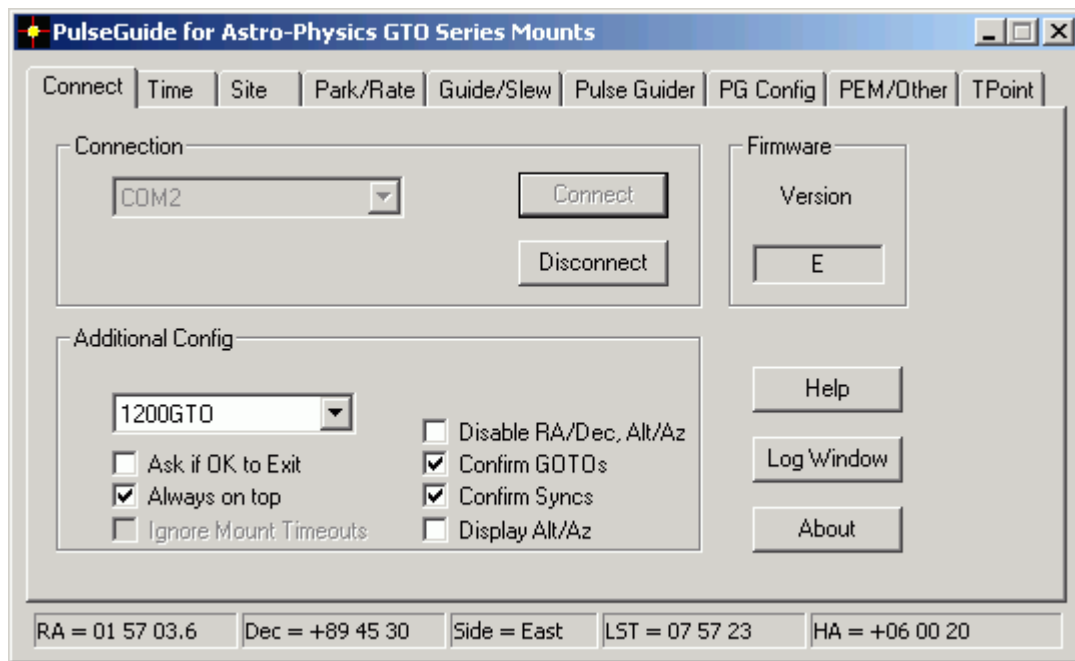 PulseGuide for Astro-Physics GTO Series Mounts
Connect Time Site Park/Rate Guide/Slew Pulse Guider PG Config PEM/Other TPoint
Connection
COM2
Connect
Disconnect
Firmware
Version
E
Additional Config
1200GTO
Ask if OK to Exit
Always on top
Ignore Mount Timeouts
Disable RA/Dec, Alt/Az
Confirm GOTOs
Confirm Syncs
Display Alt/Az
Help
Log Window
About
RA = 01 57 03.6 Dec = +89 45 30 Side = East LST = 07 57 23 HA = +06 00 20